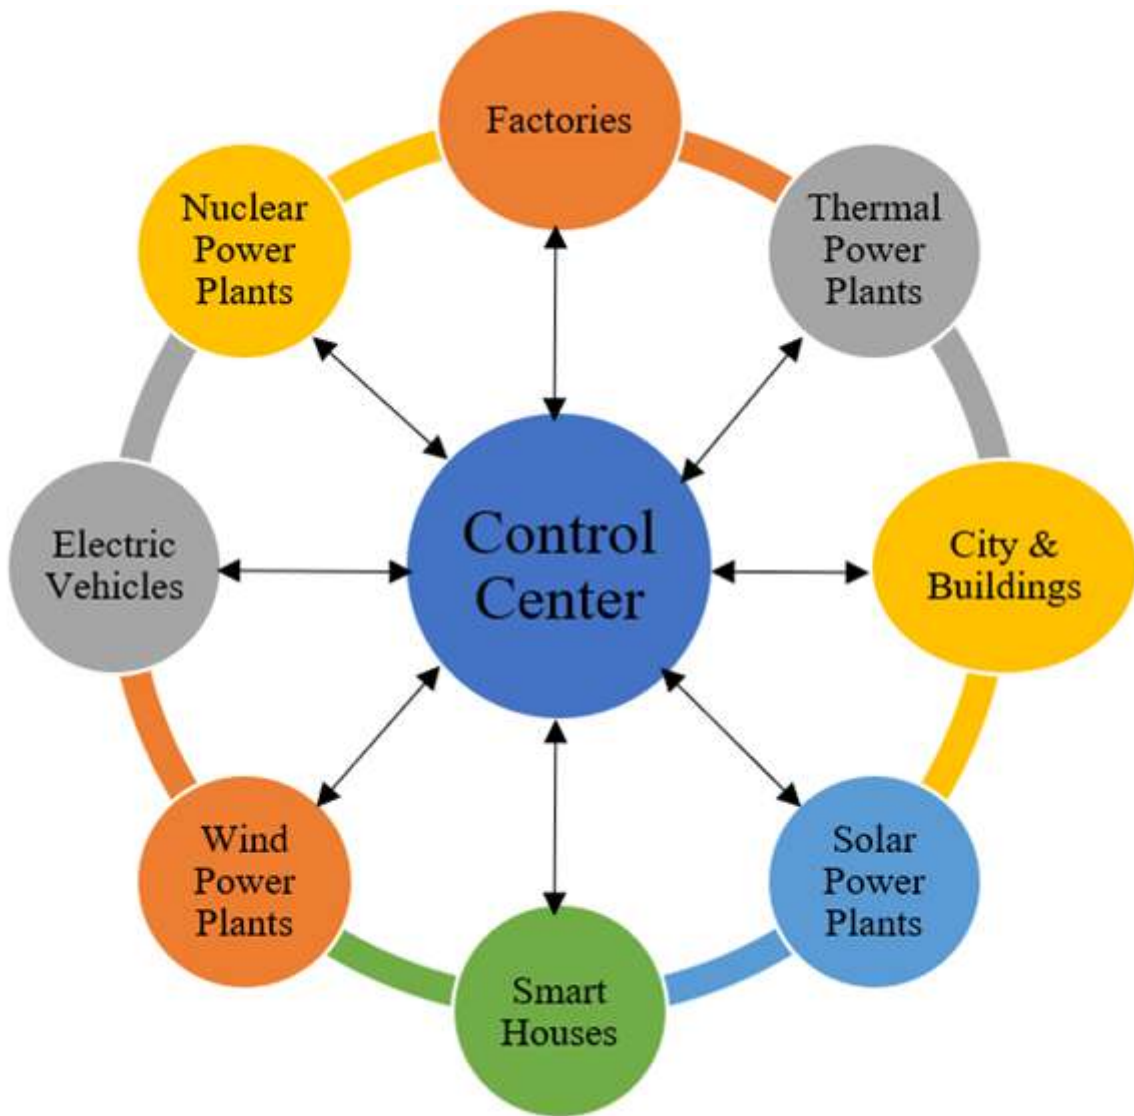 Factories
Nuclear
Power
Plants
Thermal
Power
Plants
Electric
Vehicles
Control
Center
City &
Buildings
Wind
Power
Plants
Solar
Power
Plants
Smart
Houses